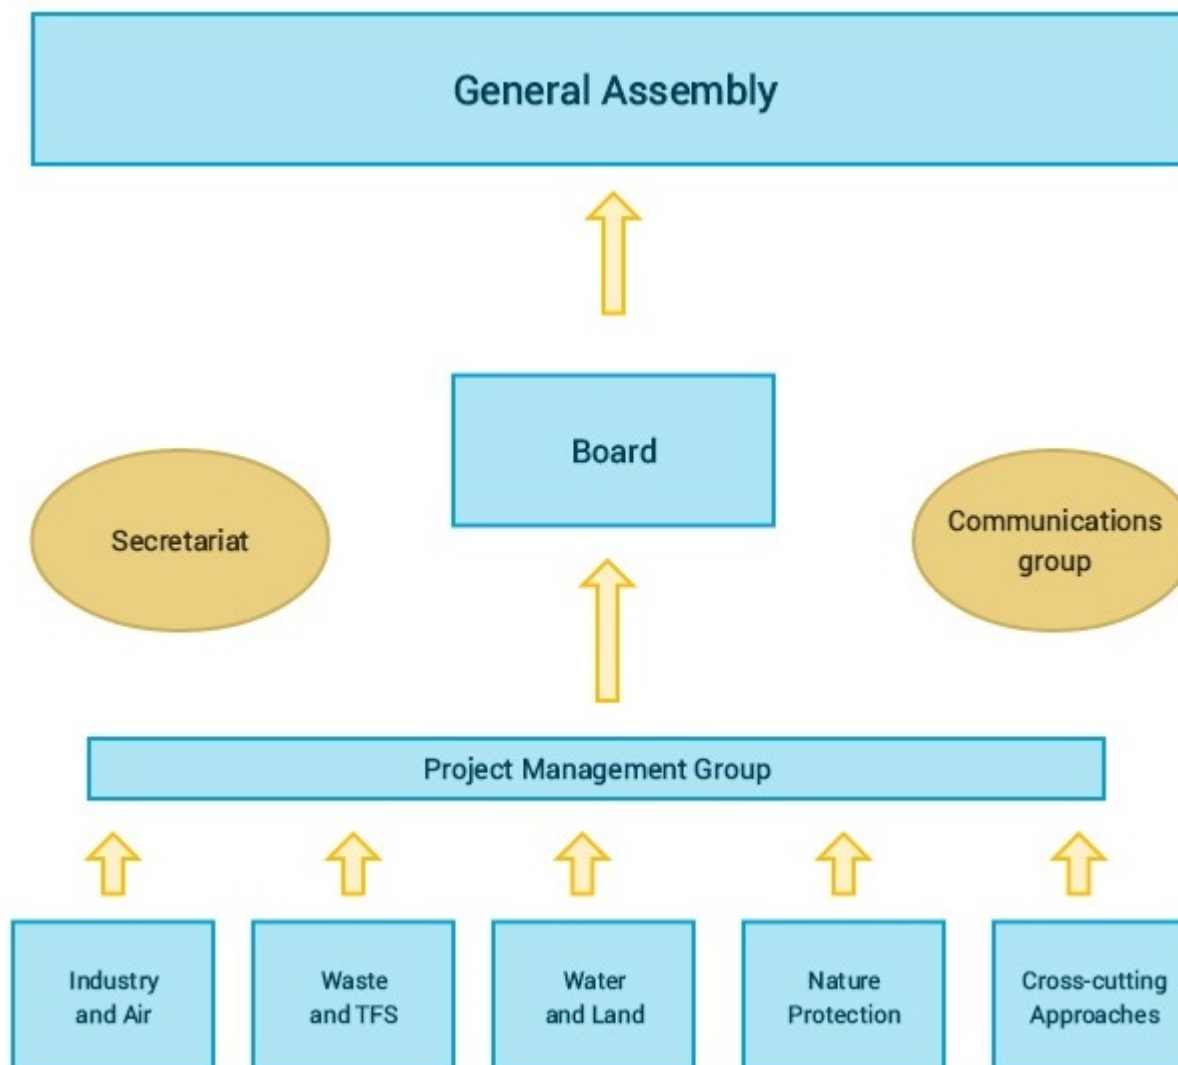 General Assembly
Board
Secretariat
Communications
group
Project Management Group
Industry
and Air
Waste
and TFS
Water
and Land
Nature
Protection
Cross-cutting
Approaches